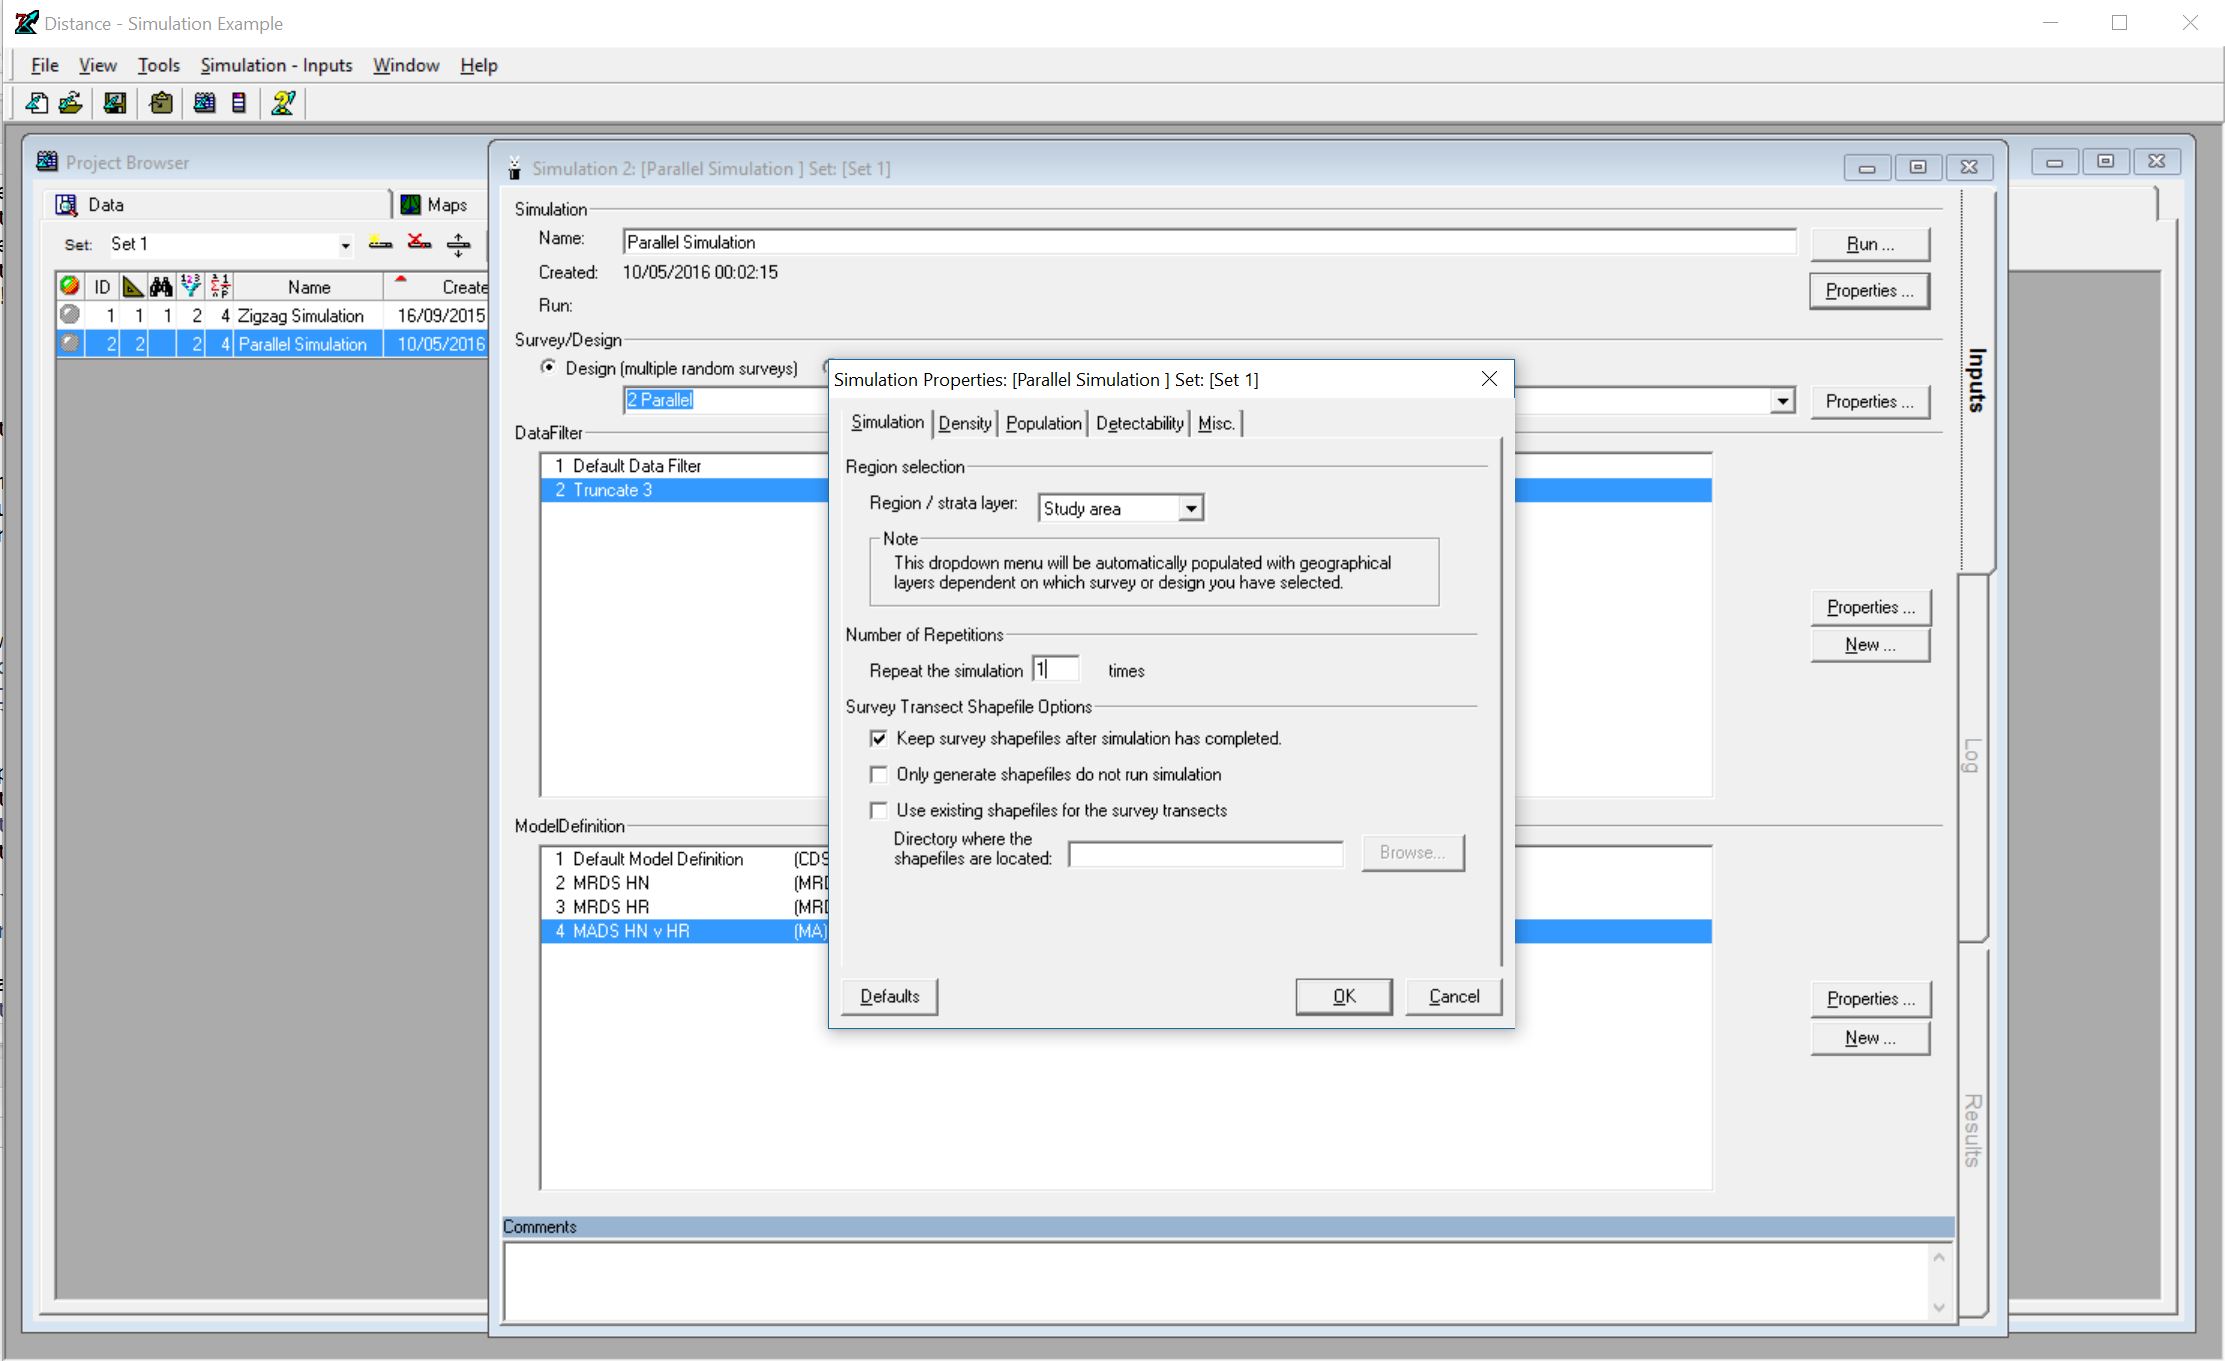 Distance - Simulation Example
File View Tools Simulation - Inputs Window Help
Project Browser
Data
Maps
Set: Set 1
ID Name Create
1 1 1 2 4 Zigzag Simulation 16/09/2015
2 2 2 4 Parallel Simulation 10/05/2016
Simulation 2: [Parallel Simulation ] Set: [Set 1]
Simulation
Name: Parallel Simulation
Run ...
Created: 10/05/2016 00:02:15
Properties ...
Run:
Survey/Design
Design (multiple random surveys)
2 Parallel
Properties ...
DataFilter
1 Default Data Filter
2 Truncate 3
Properties ...
New ...
ModelDefinition
1 Default Model Definition (CDS
2 MRDS HN (MRD
3 MRDS HR (MRD
4 MADS HN v HR (MA)
Properties ...
New ...
Comments
Inputs
Log
Results
Simulation Properties: [Parallel Simulation ] Set: [Set 1]
Simulation Density Population Detectability Misc.
Region selection
Region / strata layer: Study area
Note
This dropdown menu will be automatically populated with geographical
layers dependent on which survey or design you have selected.
Number of Repetitions
Repeat the simulation 1 times
Survey Transect Shapefile Options
Keep survey shapefiles after simulation has completed.
Only generate shapefiles do not run simulation
Use existing shapefiles for the survey transects
Directory where the
shapefiles are located:
Browse...
Defaults
OK
Cancel